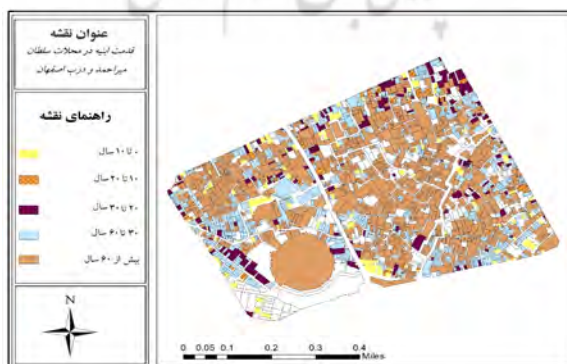 عنوان نقشه
قدمت ابنیه در محلات سلطان
میراحمد و درب اصفهان
راهنمای نقشه
۰ تا ۱۰ سال
۱۰ تا ۲۰ سال
۲۰ تا ۳۰ سال
۳۰ تا ۶۰ سال
بیش از ۶۰ سال
N
0 0.05 0.1 0.2 0.3 0.4
Miles